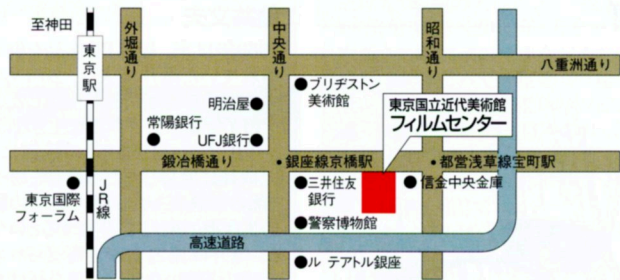 至神田
東京駅
外堀通り
中央通り
昭和通り
八重洲通り
ブリヂストン
美術館
明治屋
常陽銀行
UFJ銀行
東京国立近代美術館
フィルムセンター
鍛冶橋通り
銀座線京橋駅
都営浅草線宝町駅
東京国際
フォーラム
JR線
三井住友
銀行
信金中央金庫
警察博物館
高速道路
ル テアトル銀座